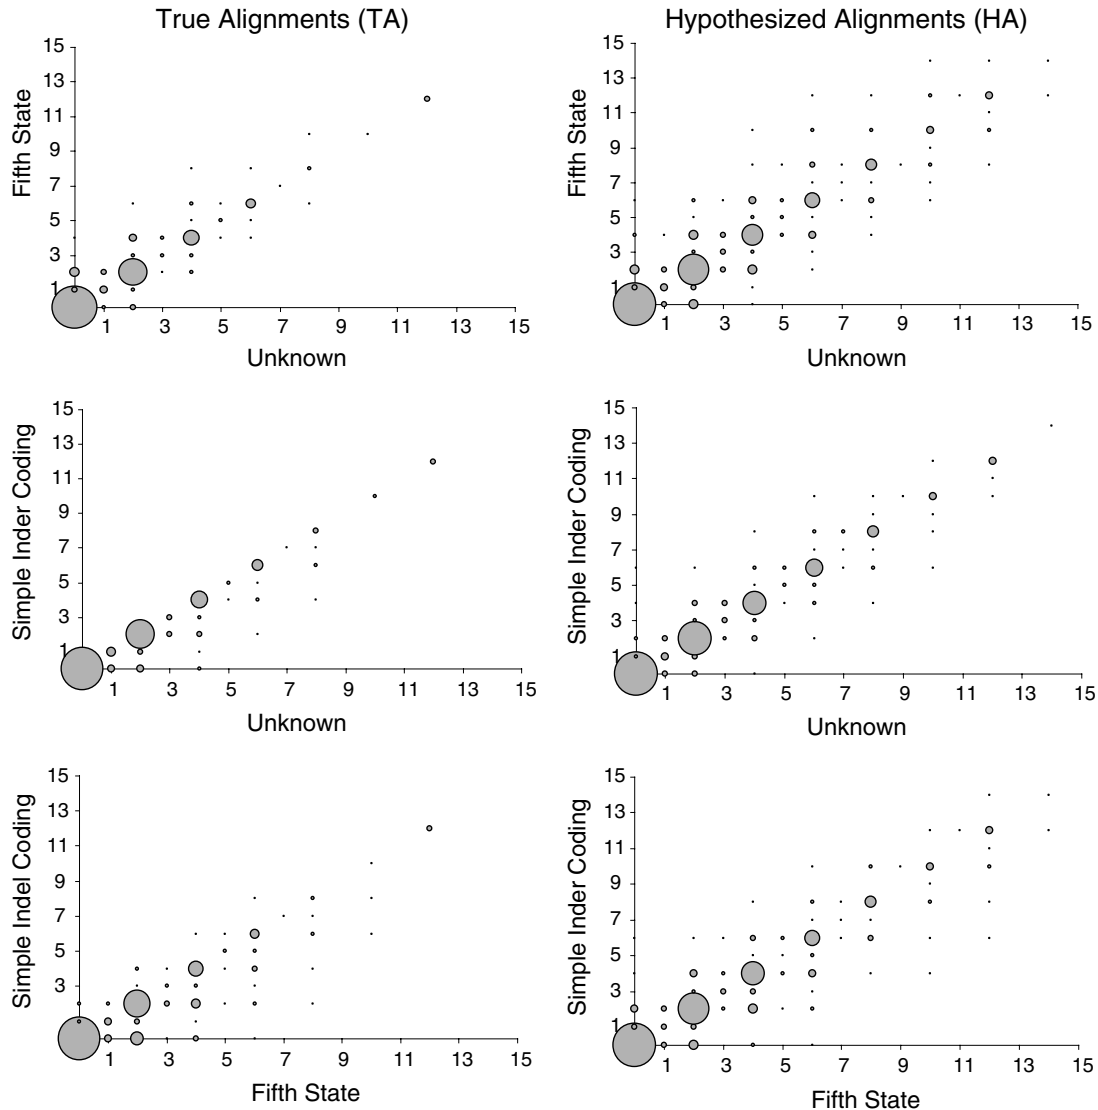 True Alignments (TA)
Hypothesized Alignments (HA)
Fifth State
15
13
11
9
7
5
3
1
1 3 5 7 9 11 13 15
Unknown
Fifth State
15
13
11
9
7
5
3
1
1 3 5 7 9 11 13 15
Unknown
Simple Inder Coding
15
13
11
9
7
5
3
1
1 3 5 7 9 11 13 15
Unknown
Simple Inder Coding
15
13
11
9
7
5
3
1
1 3 5 7 9 11 13 15
Unknown
Simple Indel Coding
15
13
11
9
7
5
3
1
1 3 5 7 9 11 13 15
Fifth State
Simple Inder Coding
15
13
11
9
7
5
3
1
1 3 5 7 9 11 13 15
Fifth State